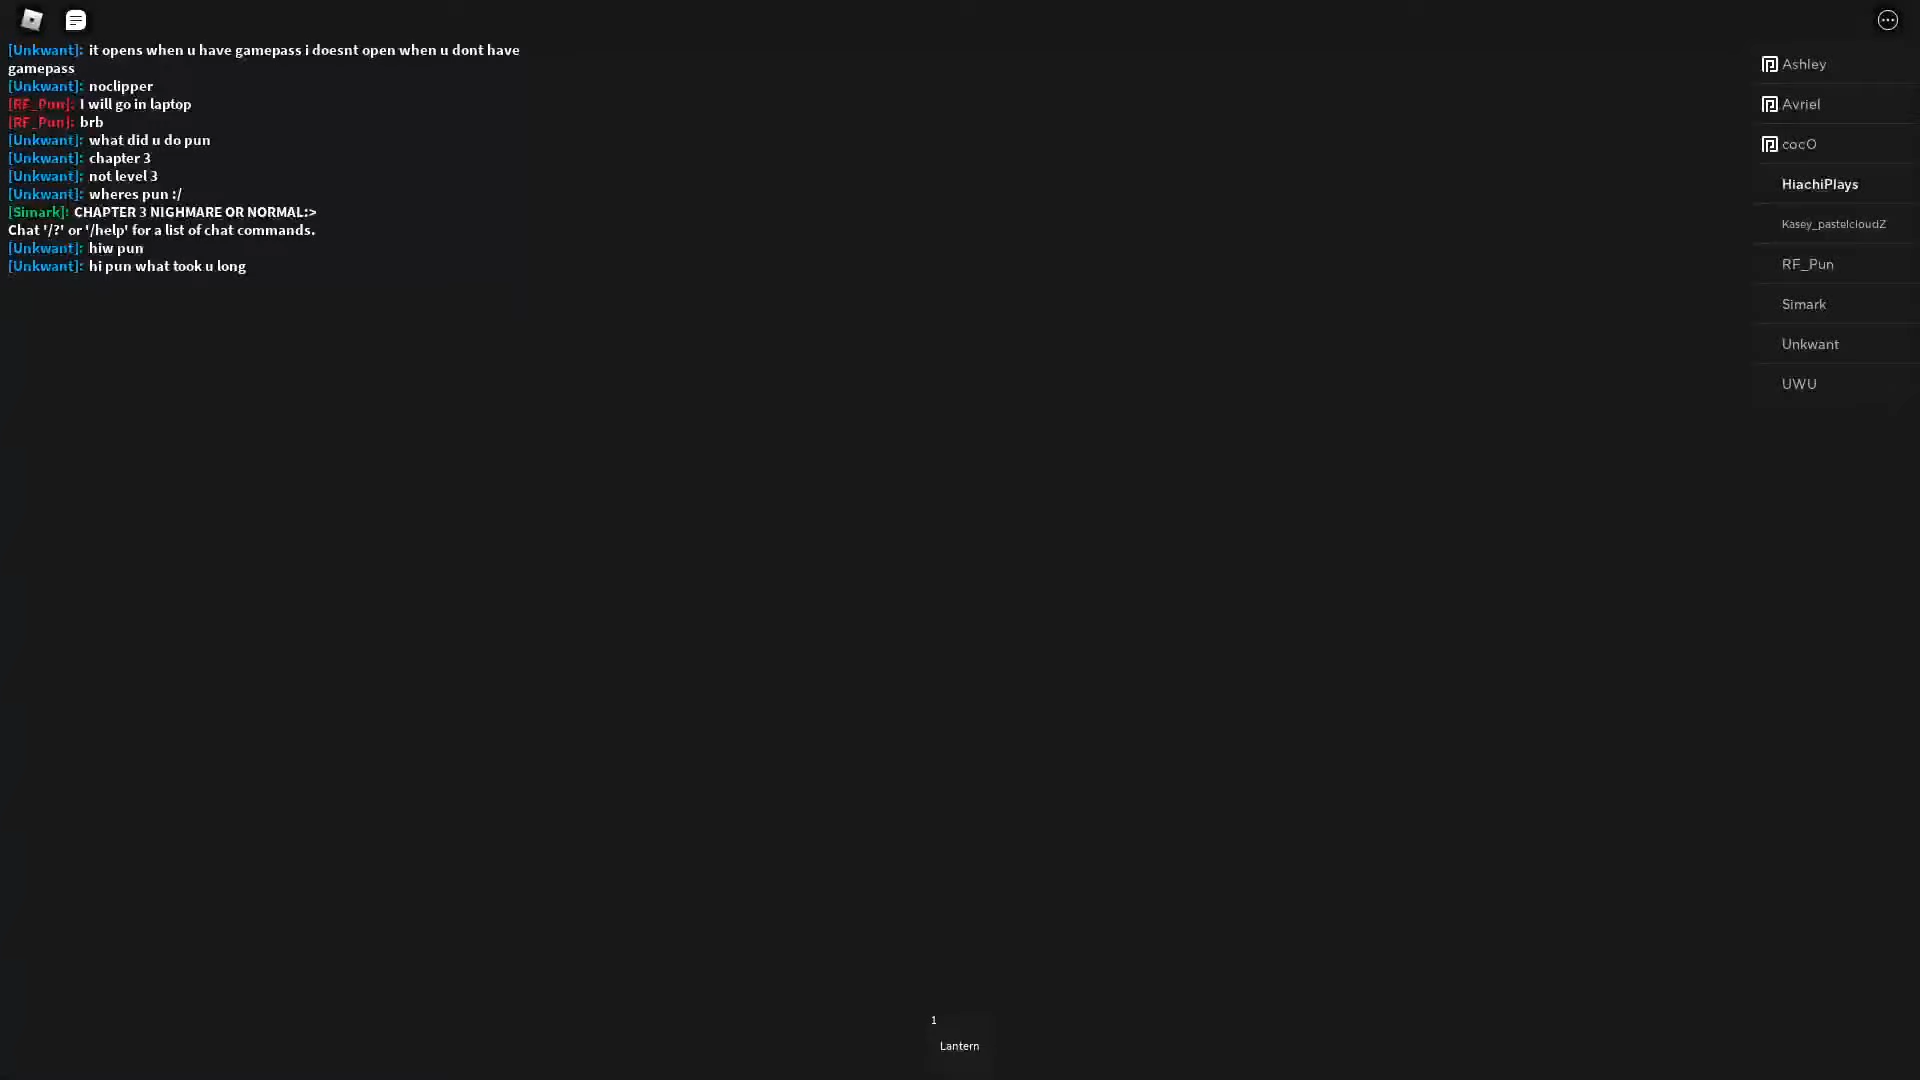 [Unkwant]: it opens when u have gamepass i doesnt open when u dont have
gamepass
[Unkwant]: noclipper
[RF_Pun]: I will go in laptop
[RF_Pun]: brb
[Unkwant]: what did u do pun
[Unkwant]: chapter 3
[Unkwant]: not level 3
[Unkwant]: wheres pun :/
[Simark]: CHAPTER 3 NIGHMARE OR NORMAL:>
Chat '/?' or '/help' for a list of chat commands.
[Unkwant]: hiw pun
[Unkwant]: hi pun what took u long
Ashley
Avriel
cocO
HiachiPlays
Kasey_pastelcloudZ
RF_Pun
Simark
Unkwant
UWU
1
Lantern